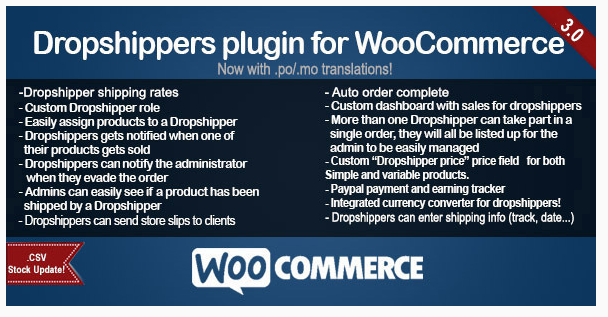 Dropshippers plugin for WooCommerce
3.0
Now with .po/.mo translations!
-Dropshipper shipping rates
- Custom Dropshipper role
- Easily assign products to a Dropshipper
- Dropshippers gets notified when one of
their products gets sold
- Dropshippers can notify the administrator
when they evade the order
- Admins can easily see if a product has been
shipped by a Dropshipper
- Dropshippers can send store slips to clients
- Auto order complete
- Custom dashboard with sales for dropshippers
- More than one Dropshipper can take part in a
single order, they will all be listed up for the
admin to be easily managed
- Custom “Dropshipper price” price field for both
Simple and variable products.
- Paypal payment and earning tracker
- Integrated currency converter for dropshippers!
- Dropshippers can enter shipping info (track, date...)
.CSV
Stock Update!
WOO COMMERCE